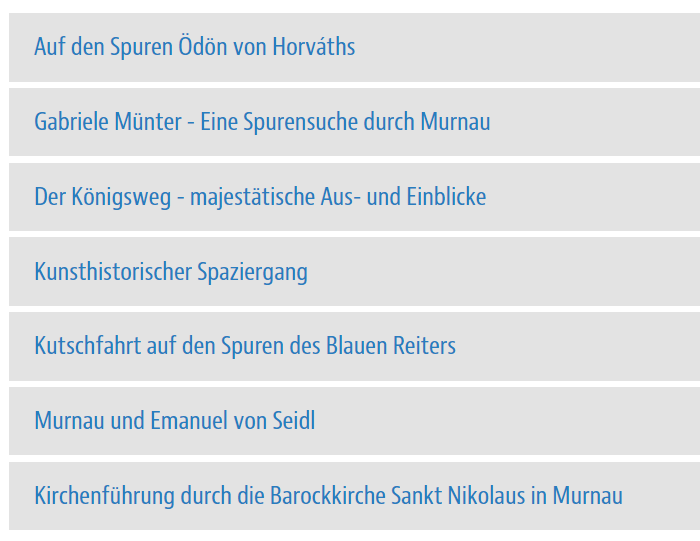 Auf den Spuren Ödön von Horváths
Gabriele Münter - Eine Spurensuche durch Murnau
Der Königsweg - majestätische Aus- und Einblicke
Kunsthistorischer Spaziergang
Kutschfahrt auf den Spuren des Blauen Reiters
Murnau und Emanuel von Seidl
Kirchenführung durch die Barockkirche Sankt Nikolaus in Murnau